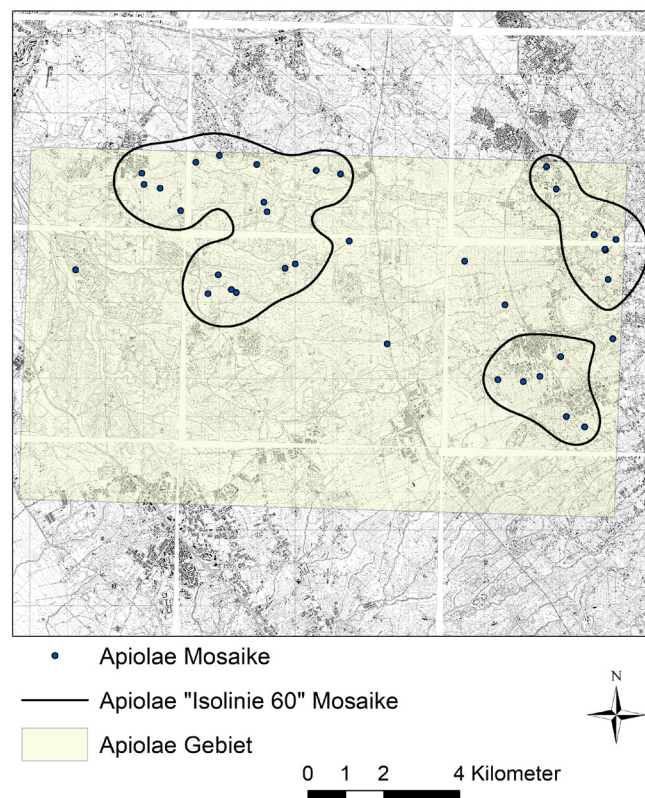 Apiolae Mosaike
Apiolae "Isolinie 60" Mosaike
Apiolae Gebiet
N
0 1 2 4 Kilometer